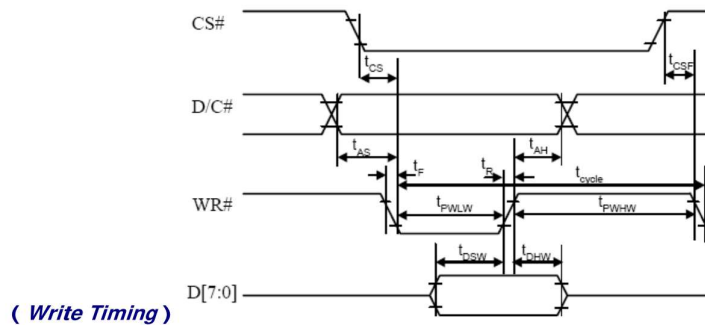 CS#
tCS
tCSF
D/C#
tAS
tF
tR
tAH
tcycle
WR#
tPWLW
tPWHW
tDSW
tDHW
D[7:0]
( Write Timing )